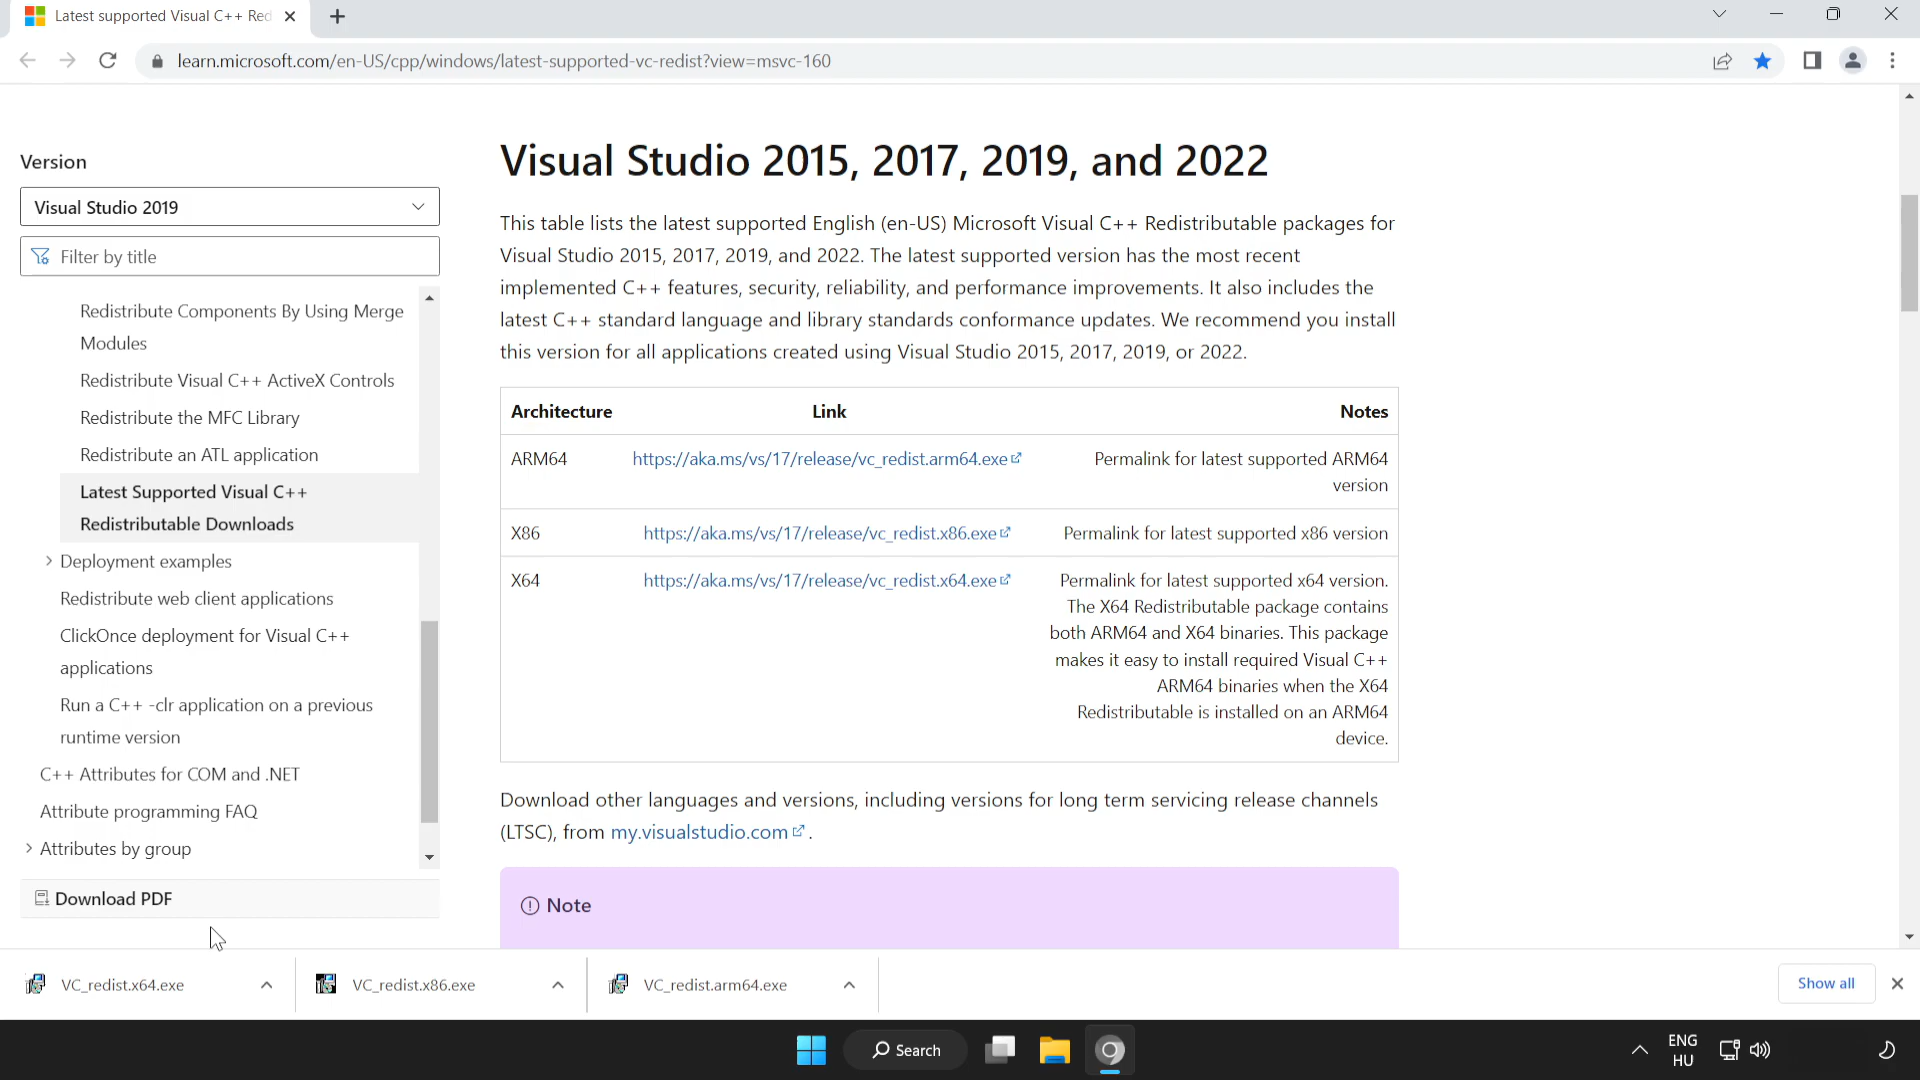 Latest supported Visual C++ Red
learn.microsoft.com/en-US/cpp/windows/latest-supported-vc-redist?view=msvc-160
Version
Visual Studio 2019
Filter by title
Redistribute Components By Using Merge
Modules
Redistribute Visual C++ ActiveX Controls
Redistribute the MFC Library
Redistribute an ATL application
Latest Supported Visual C++
Redistributable Downloads
Deployment examples
Redistribute web client applications
ClickOnce deployment for Visual C++
applications
Run a C++ -clr application on a previous
runtime version
C++ Attributes for COM and .NET
Attribute programming FAQ
Attributes by group
Download PDF
Visual Studio 2015, 2017, 2019, and 2022
This table lists the latest supported English (en-US) Microsoft Visual C++ Redistributable packages for
Visual Studio 2015, 2017, 2019, and 2022. The latest supported version has the most recent
implemented C++ features, security, reliability, and performance improvements. It also includes the
latest C++ standard language and library standards conformance updates. We recommend you install
this version for all applications created using Visual Studio 2015, 2017, 2019, or 2022.
Architecture Link Notes
ARM64 https://aka.ms/vs/17/release/vc_redist.arm64.exe Permalink for latest supported ARM64
version
X86 https://aka.ms/vs/17/release/vc_redist.x86.exe Permalink for latest supported x86 version
X64 https://aka.ms/vs/17/release/vc_redist.x64.exe Permalink for latest supported x64 version.
The X64 Redistributable package contains
both ARM64 and X64 binaries. This package
makes it easy to install required Visual C++
ARM64 binaries when the X64
Redistributable is installed on an ARM64
device.
Download other languages and versions, including versions for long term servicing release channels
(LTSC), from my.visualstudio.com .
Note
VC_redist.x64.exe VC_redist.x86.exe VC_redist.arm64.exe Show all
Search
ENG
HU